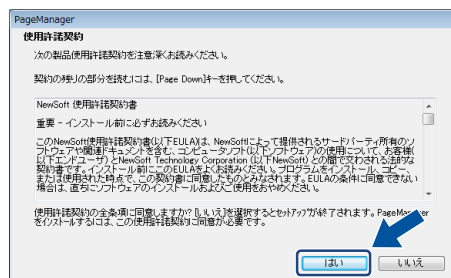 PageManager
使用許諾契約
次の製品使用許諾契約を注意深くお読みください。
契約の残りの部分を読むには、[Page Down]キーを押してください。
NewSoft 使用許諾契約書
重要 - インストール前に必ずお読みください
このNewSoft使用許諾契約書(以下EULA)は、NewSoftによって提供されるサードパーティ所有のソ
フトウェアや関連ドキュメントを含む、コンピュータソフト(以下ソフトウェア)の使用について、お客様(
以下エンドユーザ)とNewSoft Technology Corporation (以下NewSoft)との間で交わされる法的な
契約書です。インストール前にこのEULAをよくお読みください。プログラムをインストール、コピー、
または使用された時点で、この契約書に同意したものとみなされます。EULAの条件に同意できない
場合は、直ちにソフトウェアのインストールおよびご使用をおやめください。
使用許諾契約の全条項に同意しますか?[いいえ]を選択するとセットアップが終了されます。PageManager
をインストールするには、この使用許諾契約に同意が必要です。
はい
いいえ